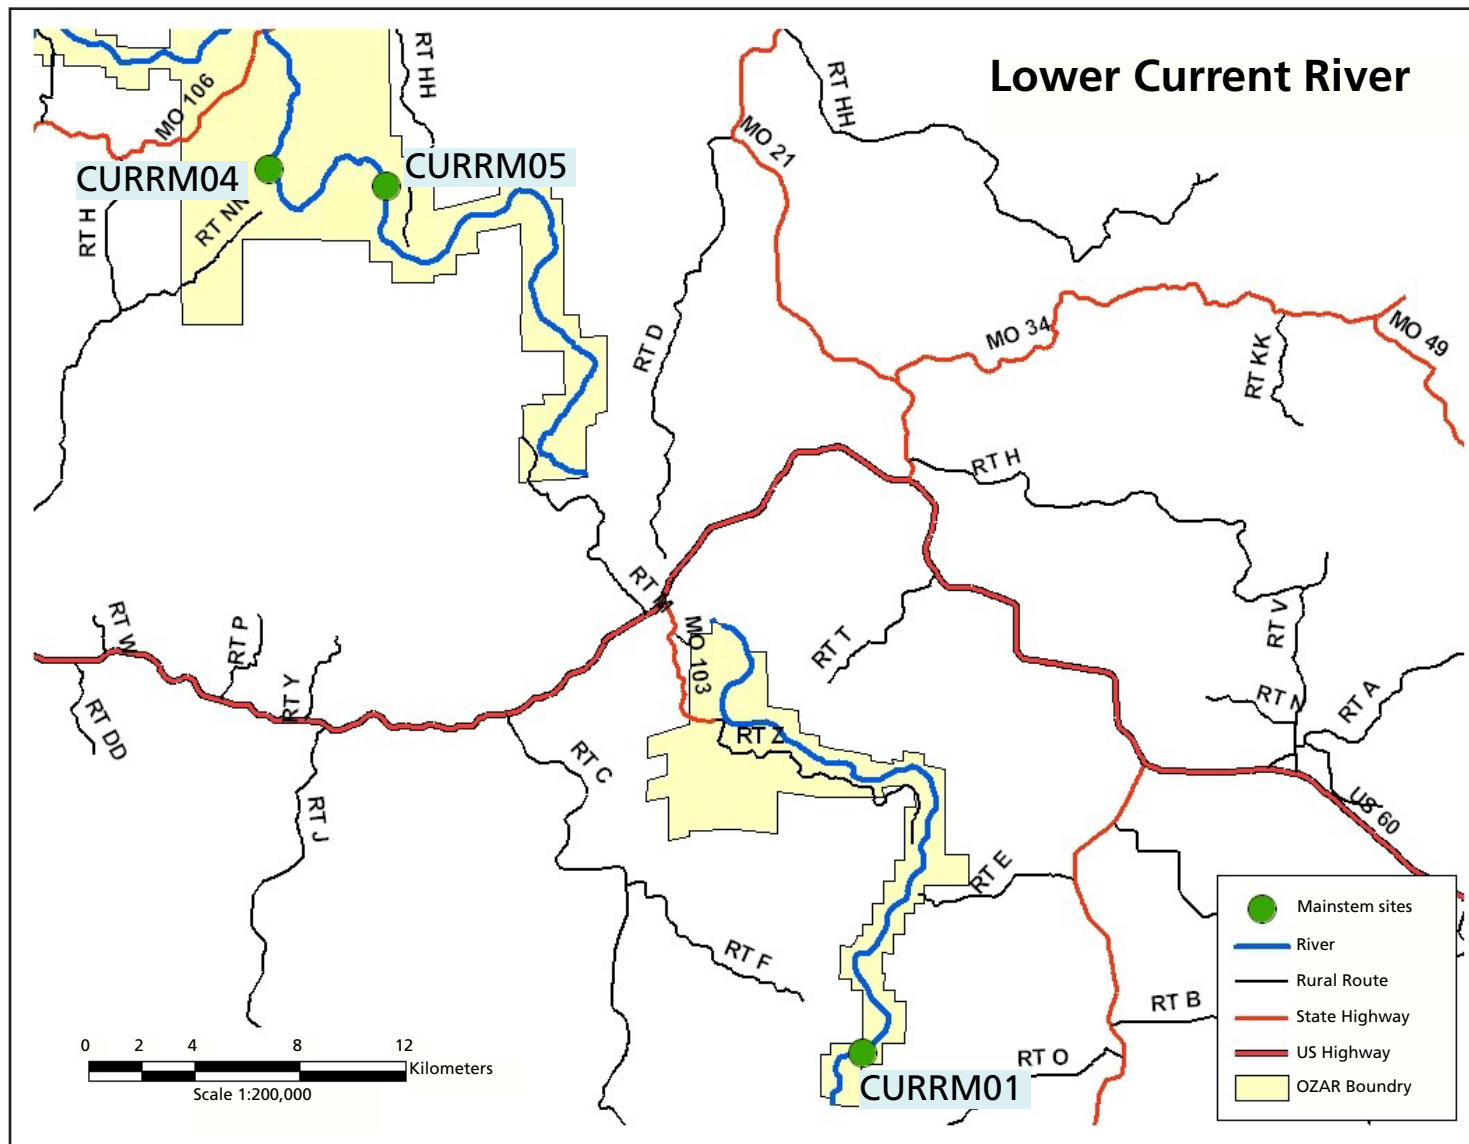 Lower Current River
RT HH
RT HH
MO 106
MO 21
CURRM04
CURRM05
RT H
RT NN
RT D
MO 34
MO 49
RT KK
RT H
RT M
MO 103
RT T
RT V
RT N
RT A
RT W
RT P
RT Y
RT DD
RT Z
RT C
RT J
US 60
RT E
RT F
RT B
RT O
CURRM01
0 2 4 8 12
Kilometers
Scale 1:200,000
Mainstem sites
River
Rural Route
State Highway
US Highway
OZAR Boundry